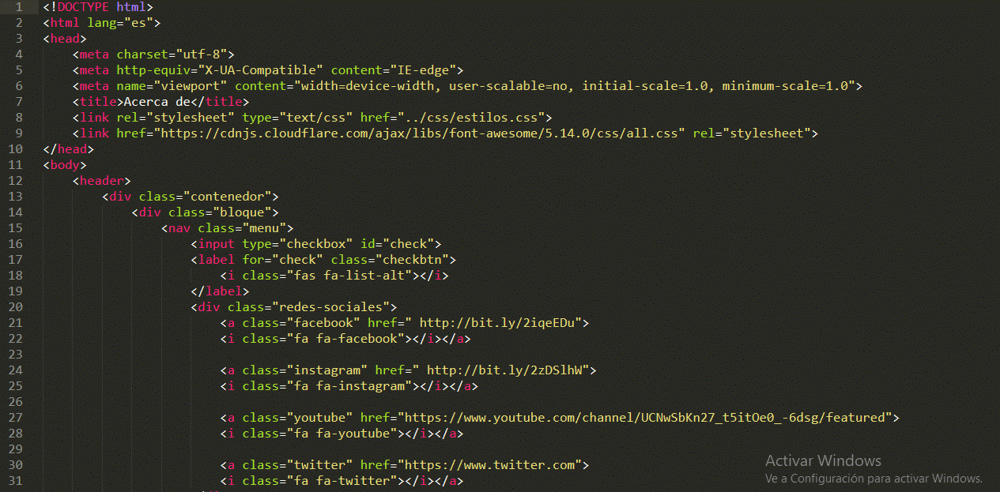 1 <!DOCTYPE html>
2 <html lang="es">
3 <head>
4 <meta charset="utf-8">
5 <meta http-equiv="X-UA-Compatible" content="IE-edge">
6 <meta name="viewport" content="width=device-width, user-scalable=no, initial-scale=1.0, minimum-scale=1.0">
7 <title>Acerca de</title>
8 <link rel="stylesheet" type="text/css" href="../css/estilos.css">
9 <link href="https://cdnjs.cloudflare.com/ajax/libs/font-awesome/5.14.0/css/all.css" rel="stylesheet">
10 </head>
11 <body>
12 <header>
13 <div class="contenedor">
14 <div class="bloque">
15 <nav class="menu">
16 <input type="checkbox" id="check">
17 <label for="check" class="checkbtn">
18 <i class="fas fa-list-alt"></i>
19 </label>
20 <div class="redes-sociales">
21 <a class="facebook" href=" http://bit.ly/2iqeEDu">
22 <i class="fa fa-facebook"></i></a>
23
24 <a class="instagram" href=" http://bit.ly/2zDSlhW">
25 <i class="fa fa-instagram"></i></a>
26
27 <a class="youtube" href="https://www.youtube.com/channel/UCNwSbKn27_t5itOe0_-6dsg/featured">
28 <i class="fa fa-youtube"></i></a>
29
30 <a class="twitter" href="https://www.twitter.com">
31 <i class="fa fa-twitter"></i></a>
Activar Windows
Ve a Configuración para activar Windows.